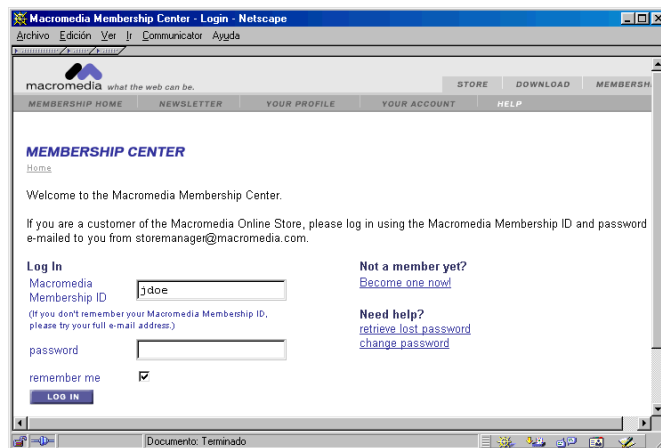 Macromedia Membership Center - Login - Netscape
Archivo Edición Ver Ir Communicator Ayuda
macromedia what the web can be.
STORE DOWNLOAD MEMBERSH
MEMBERSHIP HOME NEWSLETTER YOUR PROFILE YOUR ACCOUNT HELP
MEMBERSHIP CENTER
Home
Welcome to the Macromedia Membership Center.
If you are a customer of the Macromedia Online Store, please log in using the Macromedia Membership ID and password
e-mailed to you from storemanager@macromedia.com.
Log In
Macromedia
Membership ID
jdoe
(If you don't remember your Macromedia Membership ID,
please try your full e-mail address.)
password
remember me
LOG IN
Not a member yet?
Become one now!
Need help?
retrieve lost password
change password
Documento: Terminado